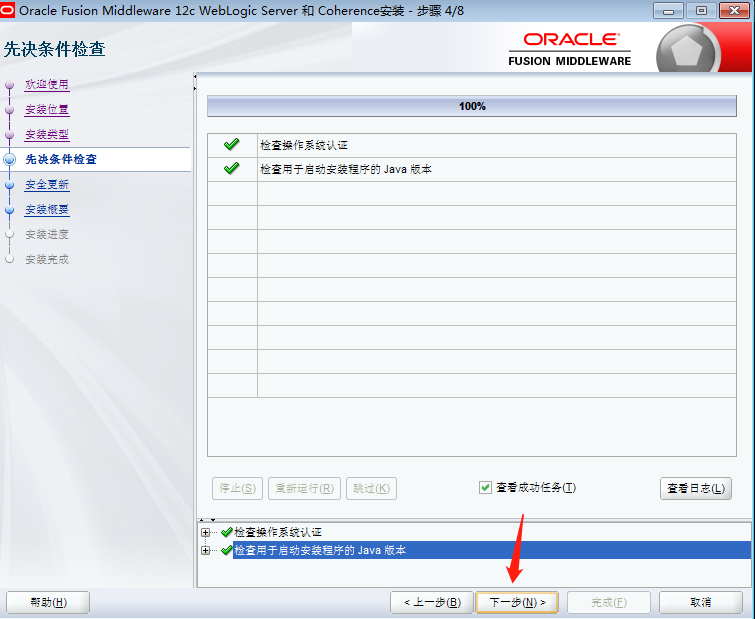 Oracle Fusion Middleware 12c WebLogic Server 和 Coherence安装 - 步骤 4/8
先决条件检查
ORACLE
FUSION MIDDLEWARE
欢迎使用
安装位置
安装类型
先决条件检查
安全更新
安装概要
安装进度
安装完成
100%
检查操作系统认证
检查用于启动安装程序的 Java 版本
停止(S)
重新运行(R)
跳过(K)
查看成功任务(T)
查看日志(L)
检查操作系统认证
检查用于启动安装程序的 Java 版本
帮助(H)
< 上一步(B)
下一步(N) >
完成(F)
取消